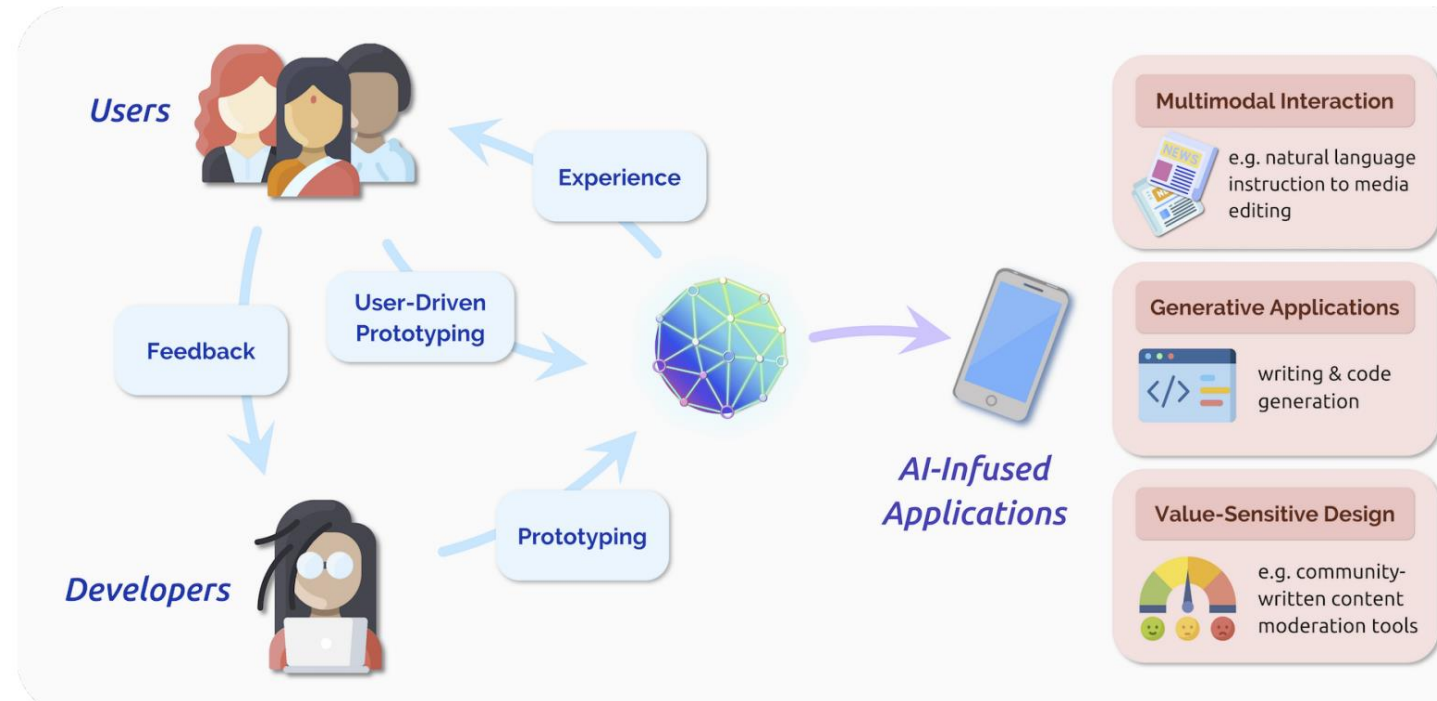 Users
Experience
User-Driven
Prototyping
Feedback
Prototyping
Developers
AI-Infused
Applications
Multimodal Interaction
NEWS
e.g. natural language
instruction to media
editing
Generative Applications
</>
writing & code
generation
Value-Sensitive Design
e.g. community-
written content
moderation tools